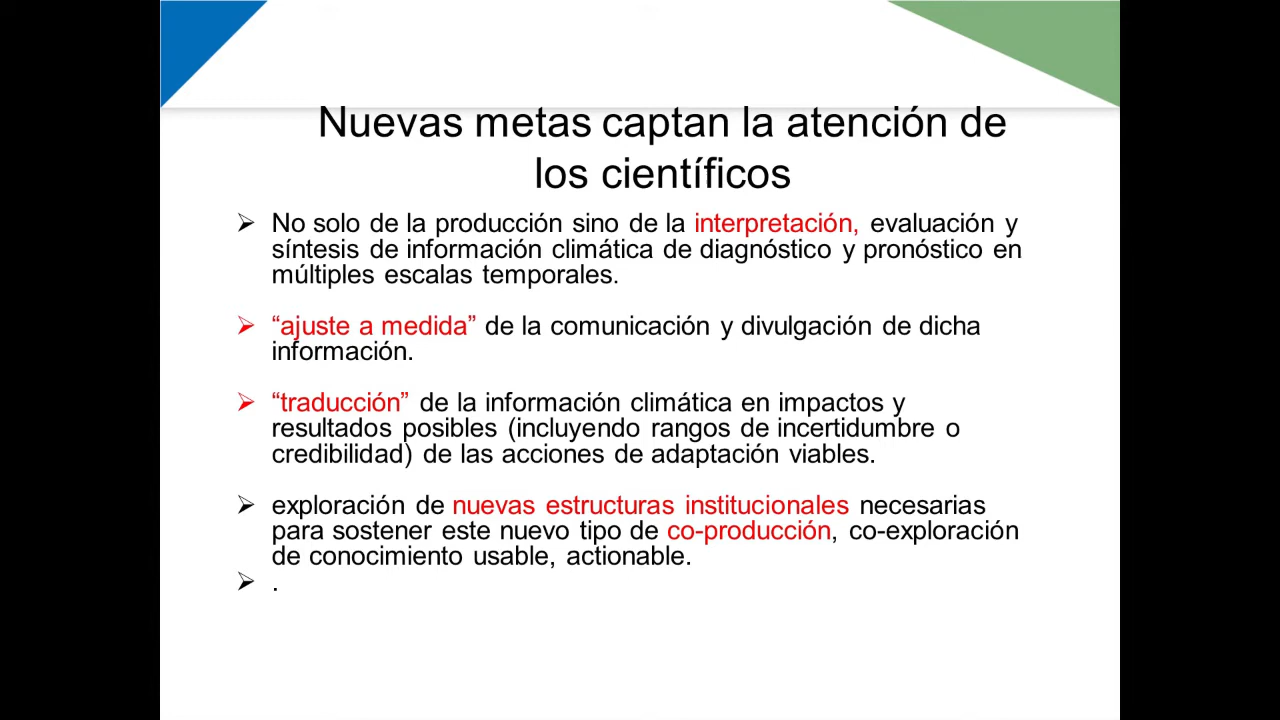 Nuevas metas captan la atención de
los científicos
➢ No solo de la producción sino de la interpretación, evaluación y
síntesis de información climática de diagnóstico y pronóstico en
múltiples escalas temporales.
➢ “ajuste a medida” de la comunicación y divulgación de dicha
información.
➢ “traducción” de la información climática en impactos y
resultados posibles (incluyendo rangos de incertidumbre o
credibilidad) de las acciones de adaptación viables.
➢ exploración de nuevas estructuras institucionales necesarias
para sostener este nuevo tipo de co-producción, co-exploración
de conocimiento usable, actionable.
➢ .